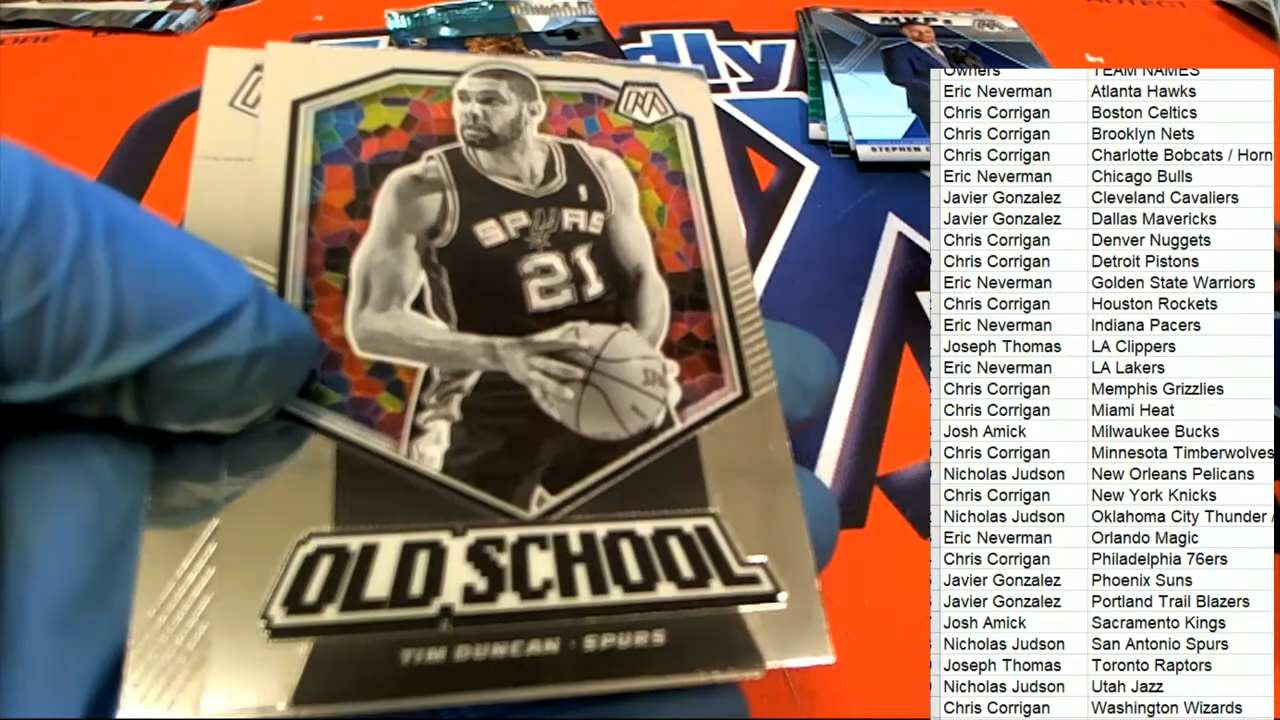 ORE
PROTECT
dly
MVPs
STEPHEN
SPURS
21
OLD SCHOOL
TIM DUNCAN · SPURS
Owners TEAM NAMES
Eric Neverman Atlanta Hawks
Chris Corrigan Boston Celtics
Chris Corrigan Brooklyn Nets
Chris Corrigan Charlotte Bobcats / Horn
Eric Neverman Chicago Bulls
Javier Gonzalez Cleveland Cavaliers
Javier Gonzalez Dallas Mavericks
Chris Corrigan Denver Nuggets
Chris Corrigan Detroit Pistons
Eric Neverman Golden State Warriors
Chris Corrigan Houston Rockets
Eric Neverman Indiana Pacers
Joseph Thomas LA Clippers
Eric Neverman LA Lakers
Chris Corrigan Memphis Grizzlies
Chris Corrigan Miami Heat
Josh Amick Milwaukee Bucks
Chris Corrigan Minnesota Timberwolves
Nicholas Judson New Orleans Pelicans
Chris Corrigan New York Knicks
Nicholas Judson Oklahoma City Thunder /
Eric Neverman Orlando Magic
Chris Corrigan Philadelphia 76ers
Javier Gonzalez Phoenix Suns
Javier Gonzalez Portland Trail Blazers
Josh Amick Sacramento Kings
Nicholas Judson San Antonio Spurs
Joseph Thomas Toronto Raptors
Nicholas Judson Utah Jazz
Chris Corrigan Washington Wizards